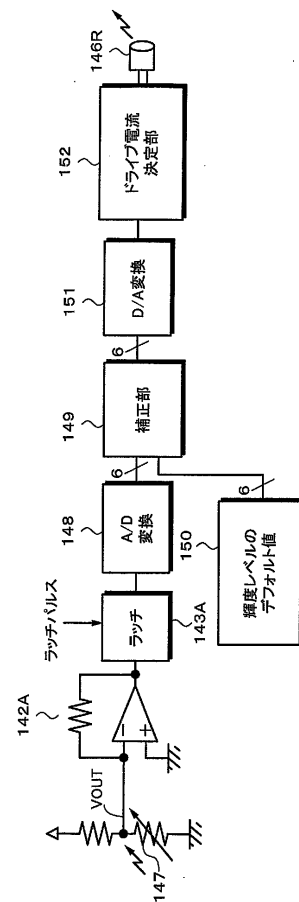 147
VOUT
142A
－
＋
ラッチパルス
ラッチ
143A
148
A/D
変換
6
150
輝度レベルの
デフォルト値
6
149
補正部
6
151
D/A変換
152
ドライブ電流
決定部
146R